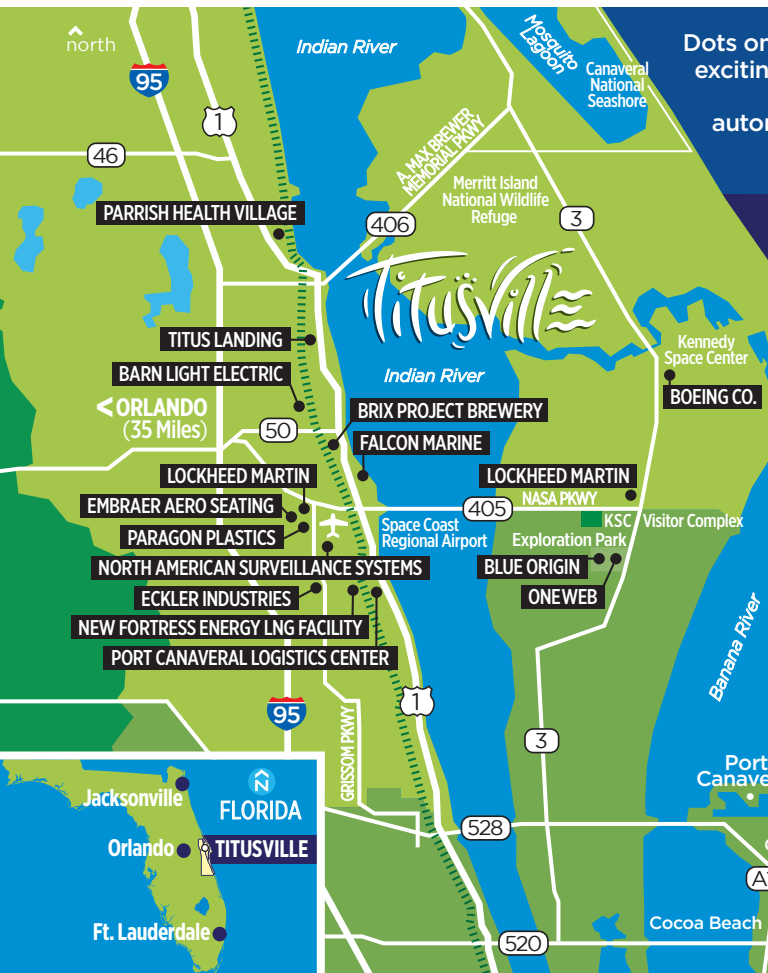 north
Indian River
Mosquito
Lagoon
Canaveral
National
Seashore
Dots on
excitin
autom
95
1
46
A. MAX BREWER
MEMORIAL PKWY
Merritt Island
National Wildlife
Refuge
PARRISH HEALTH VILLAGE
406
3
Titusville
TITUS LANDING
BARN LIGHT ELECTRIC
Indian River
Kennedy
Space Center
BOEING CO.
< ORLANDO
(35 Miles)
50
BRIX PROJECT BREWERY
FALCON MARINE
LOCKHEED MARTIN
LOCKHEED MARTIN
NASA PKWY
EMBRAER AERO SEATING
405
PARAGON PLASTICS
Space Coast
Regional Airport
KSC Visitor Complex
Exploration Park
NORTH AMERICAN SURVEILLANCE SYSTEMS
BLUE ORIGIN
ECKLER INDUSTRIES
ONEWEB
NEW FORTRESS ENERGY LNG FACILITY
PORT CANAVERAL LOGISTICS CENTER
Banana River
95
1
GRISSOM PKWY
3
Port
Canave
528
A1
520
Cocoa Beach
N
FLORIDA
Jacksonville
Orlando
TITUSVILLE
Ft. Lauderdale